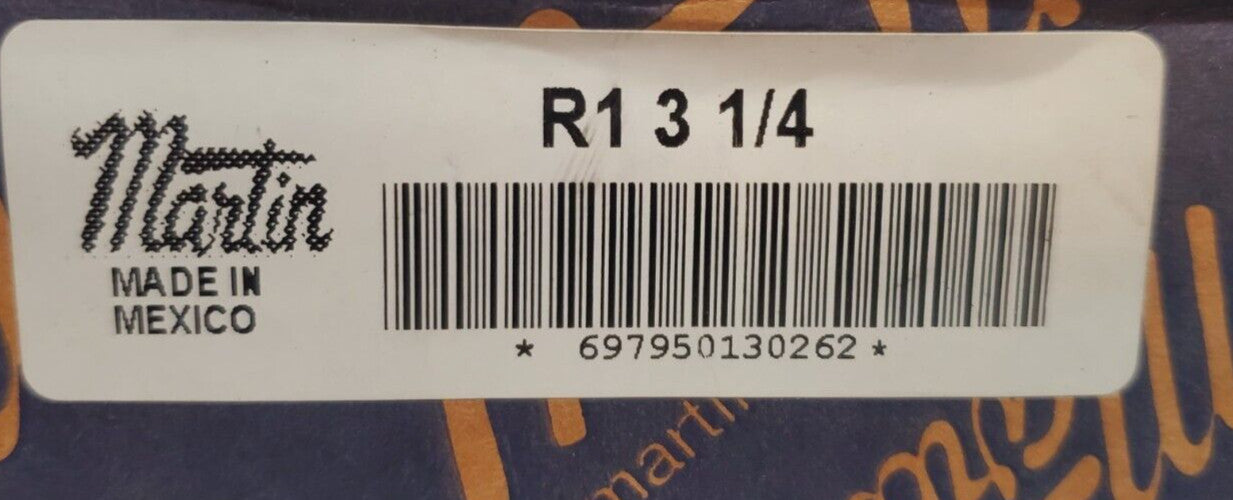 R1 3 1/4
Martin
MADE IN
MEXICO
* 697950130262 *